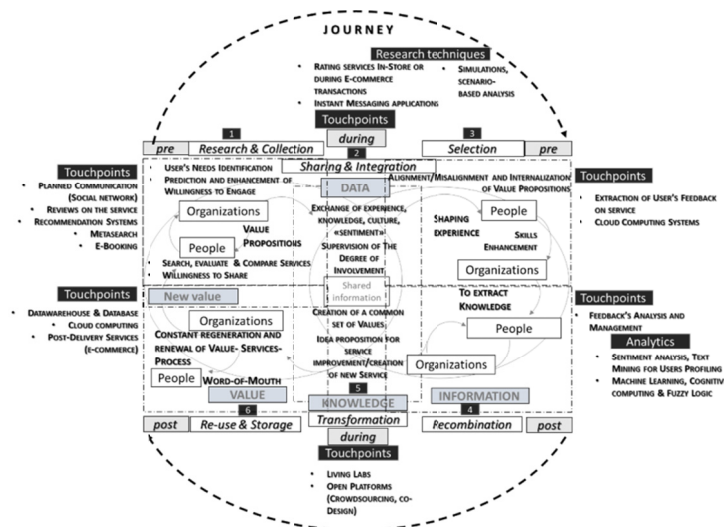 JOURNEY
Research techniques
• RATING SERVICES IN-STORE OR
DURING E-COMMERCE
TRANSACTIONS
• INSTANT MESSAGING APPLICATIONS
• SIMULATIONS,
SCENARIO-
BASED ANALYSIS
Touchpoints
during
1
pre
Research & Collection
2
Sharing & Integration
3
Selection
pre
Touchpoints
• PLANNED COMMUNICATION
(SOCIAL NETWORK)
• REVIEWS ON THE SERVICE
• RECOMMENDATION SYSTEMS
• METASEARCH
• E-BOOKING
• USER'S NEEDS IDENTIFICATION
• PREDICTION AND ENHANCEMENT OF
WILLINGNESS TO ENGAGE
Organizations
People
VALUE
PROPOSITIONS
• SEARCH, EVALUATE & COMPARE SERVICES
• WILLINGNESS TO SHARE
DATA
EXCHANGE OF EXPERIENCE,
KNOWLEDGE, CULTURE,
«SENTIMENT»
SUPERVISION OF THE
DEGREE OF
INVOLVEMENT
Shared
information
ALIGNMENT/MISALIGNMENT AND INTERNALIZATION
OF VALUE PROPOSITIONS
People
SHAPING
EXPERIENCE
SKILLS
ENHANCEMENT
Organizations
Touchpoints
• EXTRACTION OF USER'S FEEDBACK
ON SERVICE
• CLOUD COMPUTING SYSTEMS
Touchpoints
• DATAWAREHOUSE & DATABASE
• CLOUD COMPUTING
• POST-DELIVERY SERVICES
(E-COMMERCE)
New value
Organizations
CONSTANT REGENERATION AND
RENEWAL OF VALUE- SERVICES-
PROCESS
People
WORD-OF-MOUTH
VALUE
CREATION OF A COMMON
SET OF VALUES
IDEA PROPOSITION FOR
SERVICE
IMPROVEMENT/CREATION
OF NEW SERVICE
5
KNOWLEDGE
TO EXTRACT
KNOWLEDGE
People
Organizations
INFORMATION
Touchpoints
• FEEDBACK'S ANALYSIS AND
MANAGEMENT
Analytics
• SENTIMENT ANALYSIS, TEXT
MINING FOR USERS PROFILING
• MACHINE LEARNING, COGNITIV
COMPUTING & FUZZY LOGIC
6
post
Re-use & Storage
Transformation
during
4
Recombination
post
Touchpoints
• LIVING LABS
• OPEN PLATFORMS
(CROWDSOURCING, CO-
DESIGN)